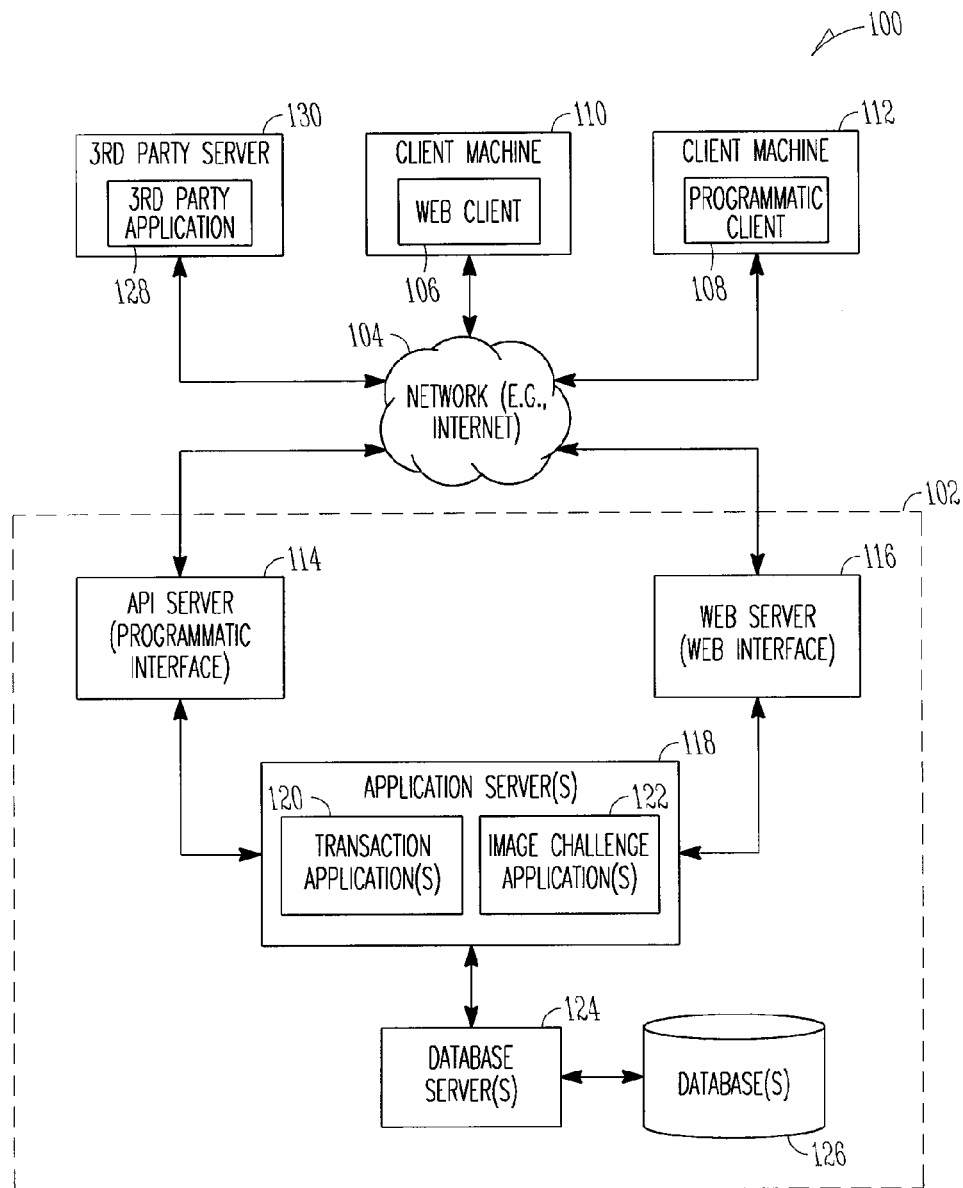 100
130
110
112
3RD PARTY SERVER
3RD PARTY
APPLICATION
128
CLIENT MACHINE
WEB CLIENT
106
CLIENT MACHINE
PROGRAMMATIC
CLIENT
108
104
NETWORK (E.G.,
INTERNET)
102
114
API SERVER
(PROGRAMMATIC
INTERFACE)
116
WEB SERVER
(WEB INTERFACE)
118
APPLICATION SERVER(S)
120
TRANSACTION
APPLICATION(S)
122
IMAGE CHALLENGE
APPLICATION(S)
124
DATABASE
SERVER(S)
DATABASE(S)
126